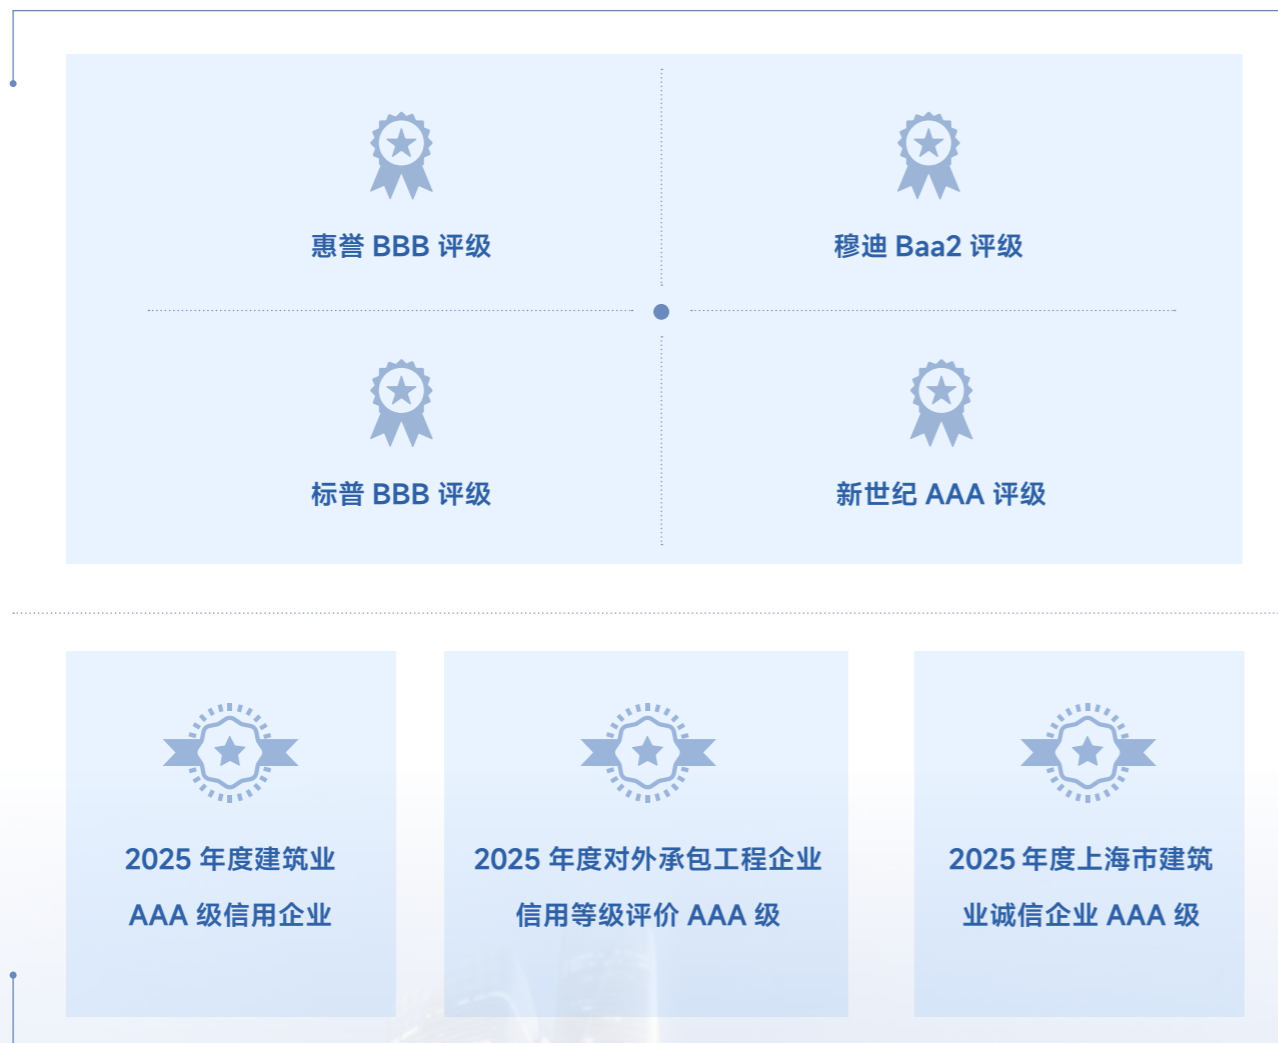 惠誉 BBB 评级
穆迪 Baa2 评级
标普 BBB 评级
新世纪 AAA 评级
2025 年度建筑业
AAA 级信用企业
2025 年度对外承包工程企业
信用等级评价 AAA 级
2025 年度上海市建筑
业诚信企业 AAA 级